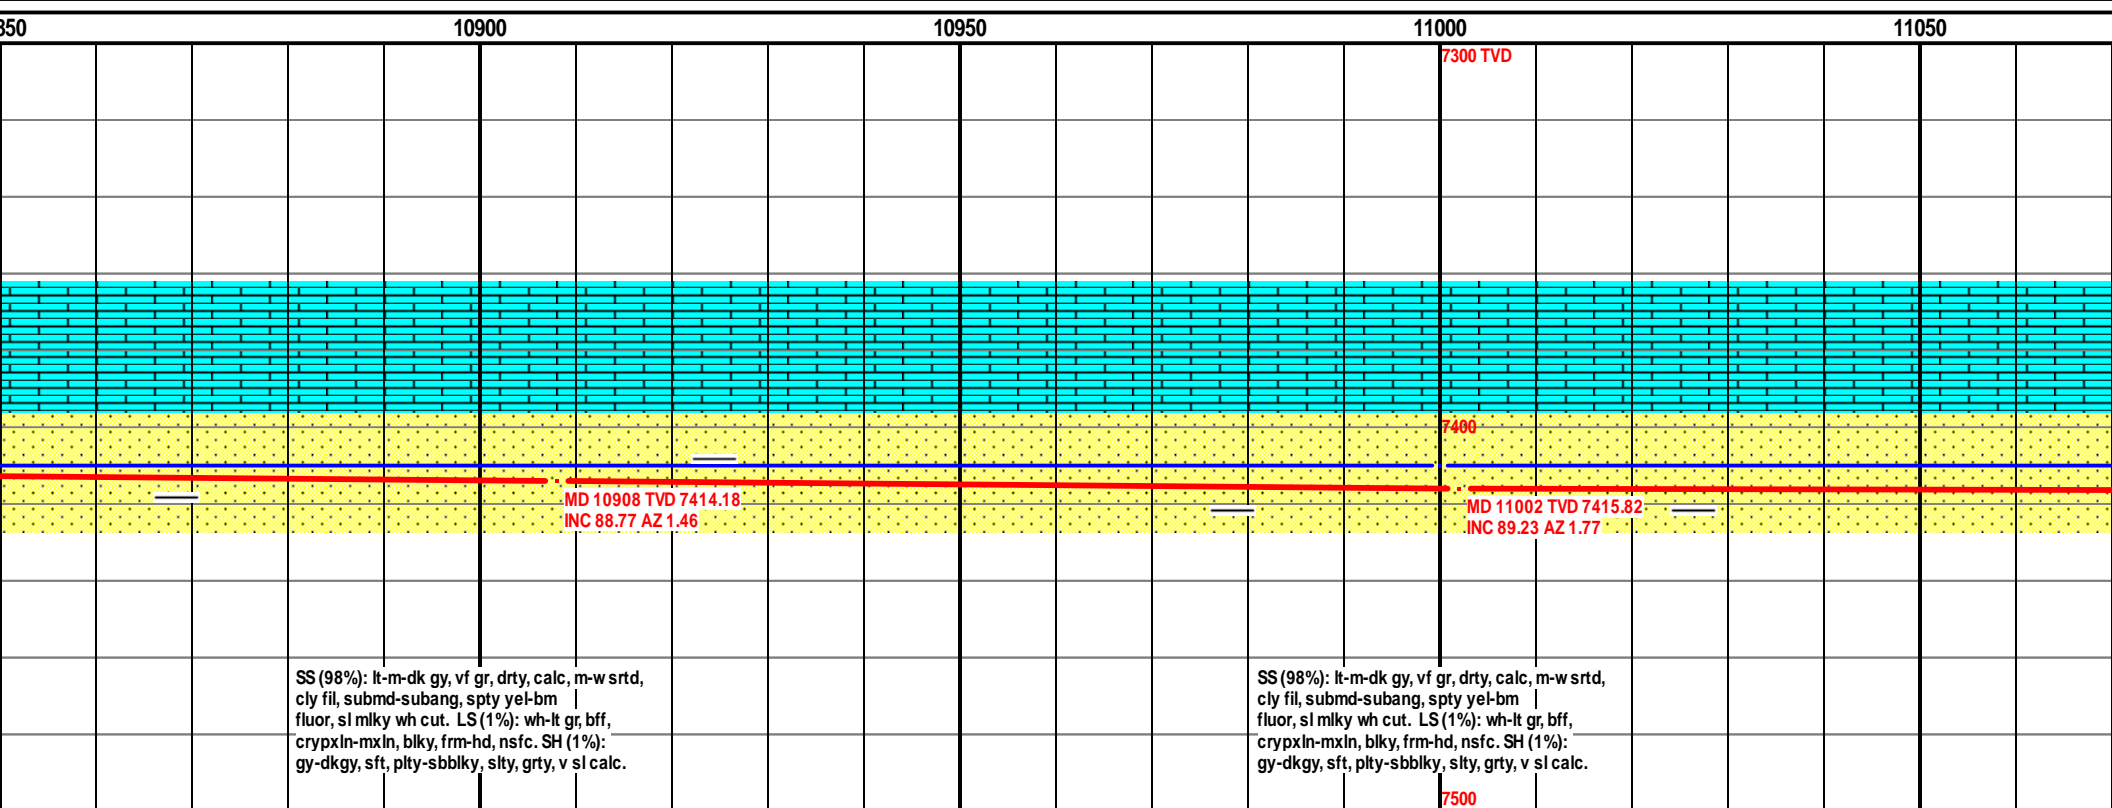 350 10900 10950 11000 11050
7300 TVD
7400
MD 10908 TVD 7414.18
INC 88.77 AZ 1.46
MD 11002 TVD 7415.82
INC 89.23 AZ 1.77
SS (98%): lt-m-dk gy, vf gr, drty, calc, m-w srtd,
cly fil, submd-subang, spty yel-bm
fluor, sl mlky wh cut. LS (1%): wh-lt gr, bff,
crypxln-mxln, blky, frm-hd, nsfc. SH (1%):
gy-dkgy, sft, plty-sbblky, slty, grty, v sl calc.
SS (98%): lt-m-dk gy, vf gr, drty, calc, m-w srtd,
cly fil, submd-subang, spty yel-bm
fluor, sl mlky wh cut. LS (1%): wh-lt gr, bff,
crypxln-mxln, blky, frm-hd, nsfc. SH (1%):
gy-dkgy, sft, plty-sbblky, slty, grty, v sl calc.
7500